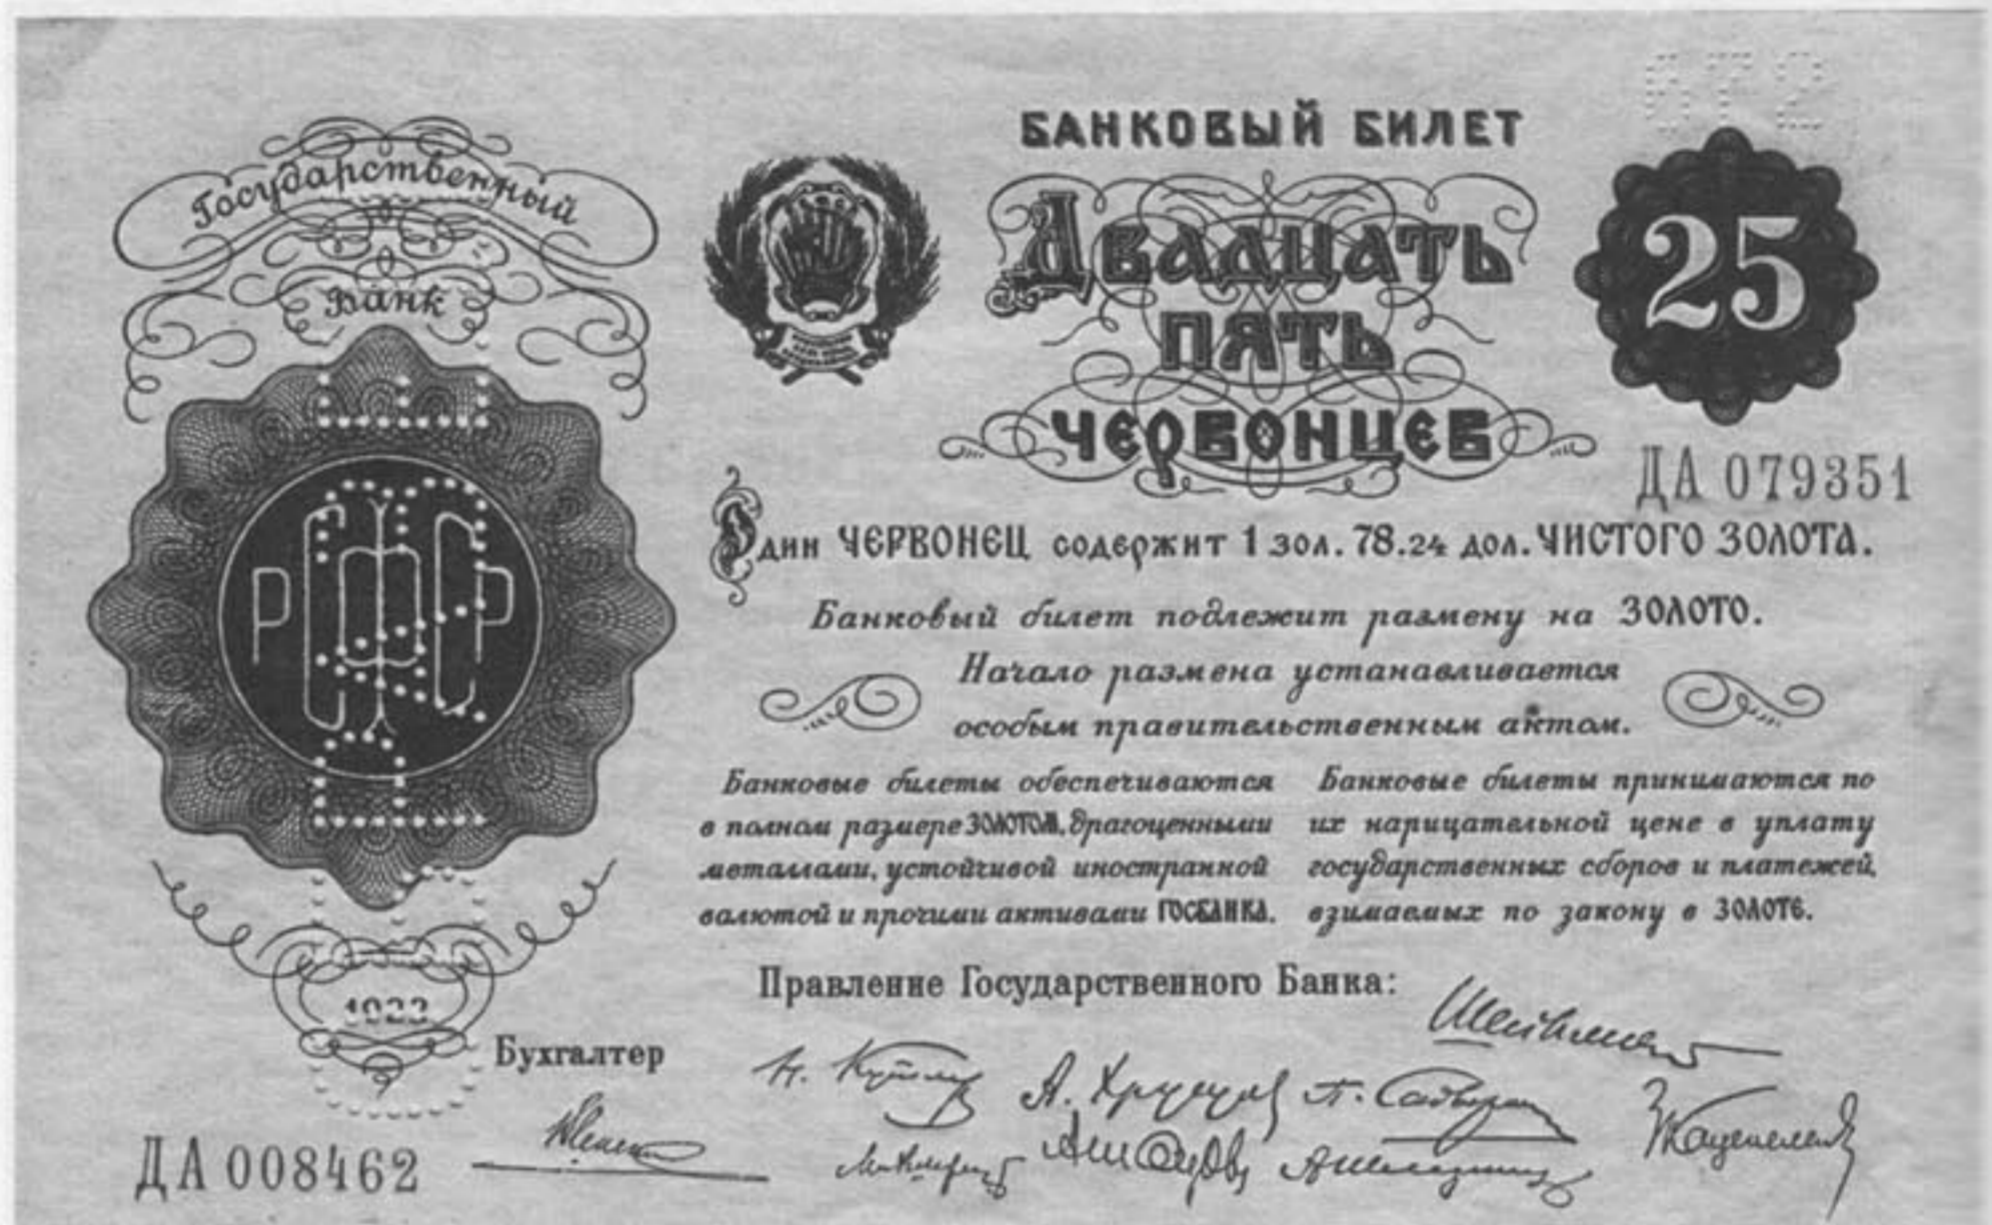 Государственный
Банк
РСФСР
1922
Бухгалтер
ДА 008462
БАНКОВЫЙ БИЛЕТ
25
ДВАДЦАТЬ
ПЯТЬ
ЧЕРВОНЦЕВ
ДА 079351
Один ЧЕРВОНЕЦ содержит 1 зол. 78.24 дол. ЧИСТОГО ЗОЛОТА.
Банковый билет подлежит размену на ЗОЛОТО.
Начало размена устанавливается
особым правительственным актом.
Банковые билеты обеспечиваются
в полном размере ЗОЛОТОМ, драгоценными
металлами, устойчивой иностранной
валютой и прочими активами ГОСБАНКА.
Банковые билеты принимаются по
их нарицательной цене в уплату
государственных сборов и платежей,
взимаемых по закону в ЗОЛОТЕ.
Правление Государственного Банка: